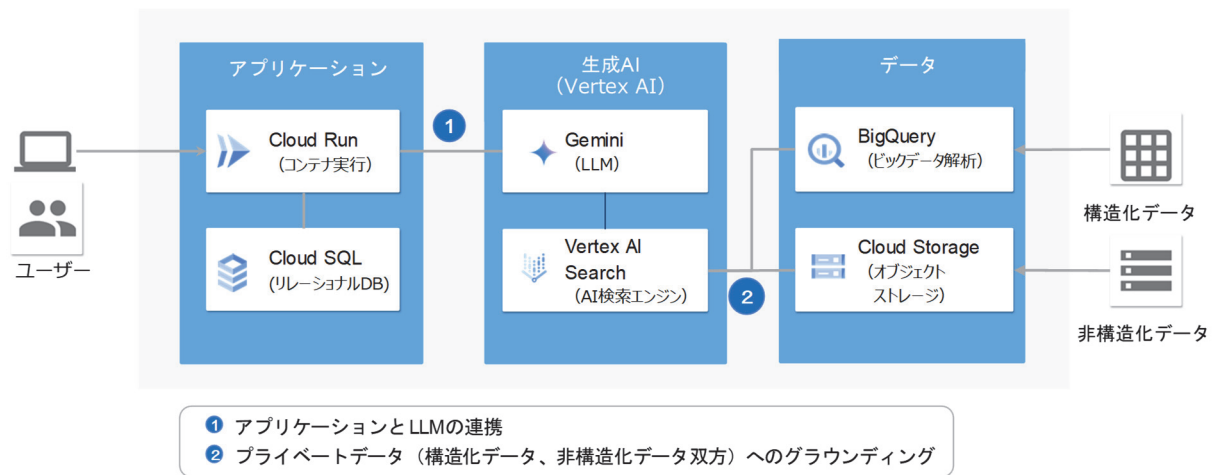 アプリケーション
Cloud Run
(コンテナ実行)
Cloud SQL
(リレーショナルDB)
1
生成AI
(Vertex AI)
Gemini
(LLM)
Vertex AI
Search
(AI検索エンジン)
2
データ
BigQuery
(ビックデータ解析)
Cloud Storage
(オブジェクト
ストレージ)
ユーザー
構造化データ
非構造化データ
1 アプリケーションとLLMの連携
2 プライベートデータ（構造化データ、非構造化データ双方）へのグラウンディング